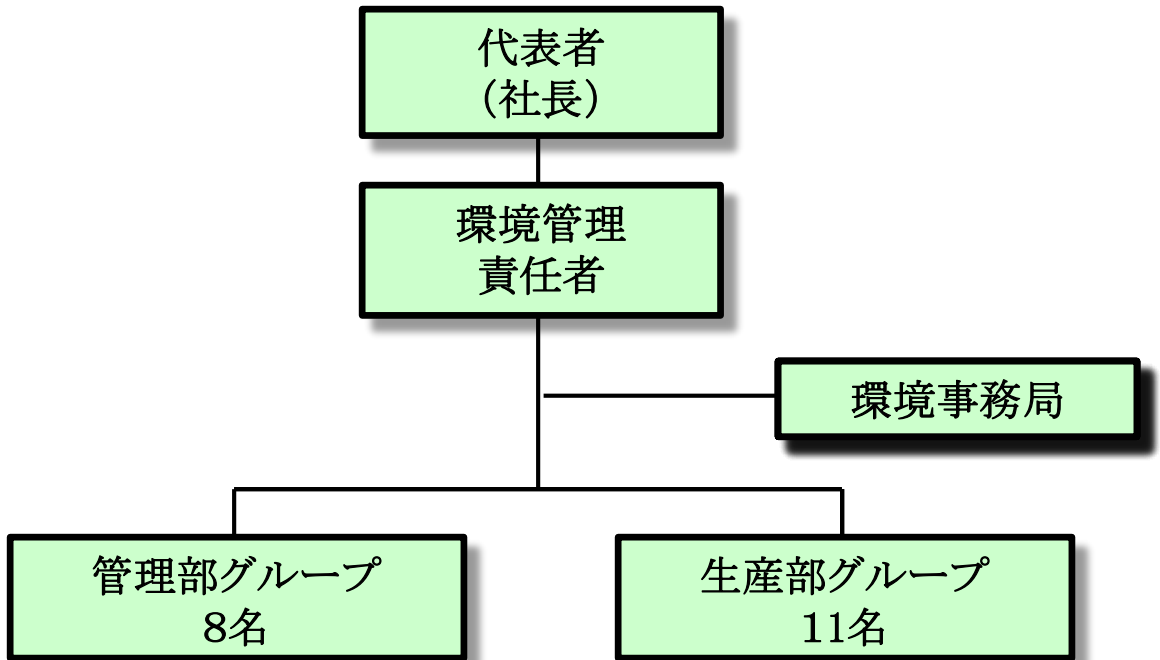 代表者
（社長）
環境管理
責任者
環境事務局
管理部グループ
8名
生産部グループ
11名